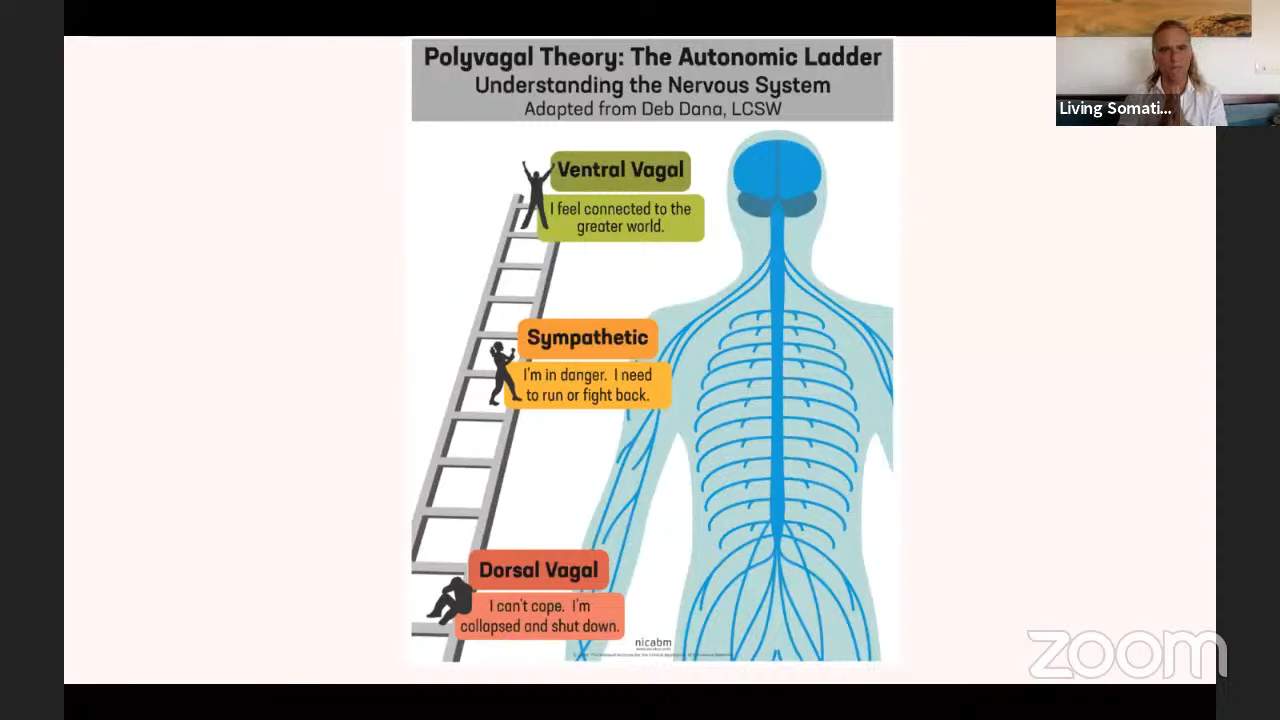 Polyvagal Theory: The Autonomic Ladder
Understanding the Nervous System
Adapted from Deb Dana, LCSW
Living Somati...
Ventral Vagal
I feel connected to the
greater world.
Sympathetic
I'm in danger. I need
to run or fight back.
Dorsal Vagal
I can't cope. I'm
collapsed and shut down.
nicabm
zoom